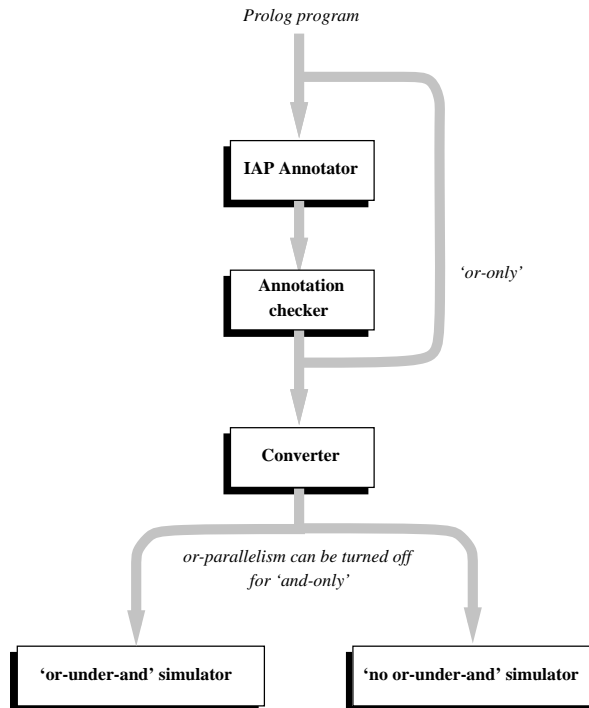 Prolog program
IAP Annotator
Annotation
checker
‘or-only’
Converter
or-parallelism can be turned off
for ‘and-only’
‘or-under-and’ simulator
‘no or-under-and’ simulator